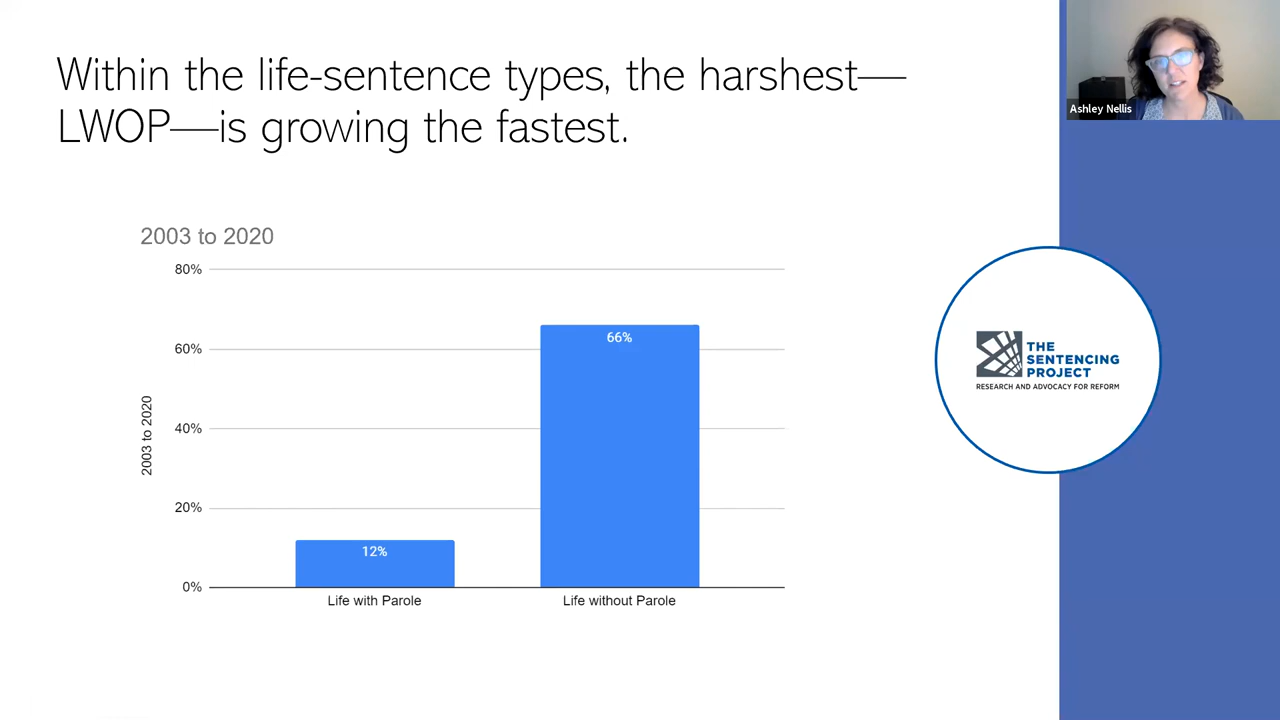 Within the life-sentence types, the harshest—
LWOP—is growing the fastest.
Ashley Nellis
2003 to 2020
80%
60%
40%
20%
0%
2003 to 2020
12%
66%
Life with Parole
Life without Parole
THE
SENTENCING
PROJECT
RESEARCH AND ADVOCACY FOR REFORM